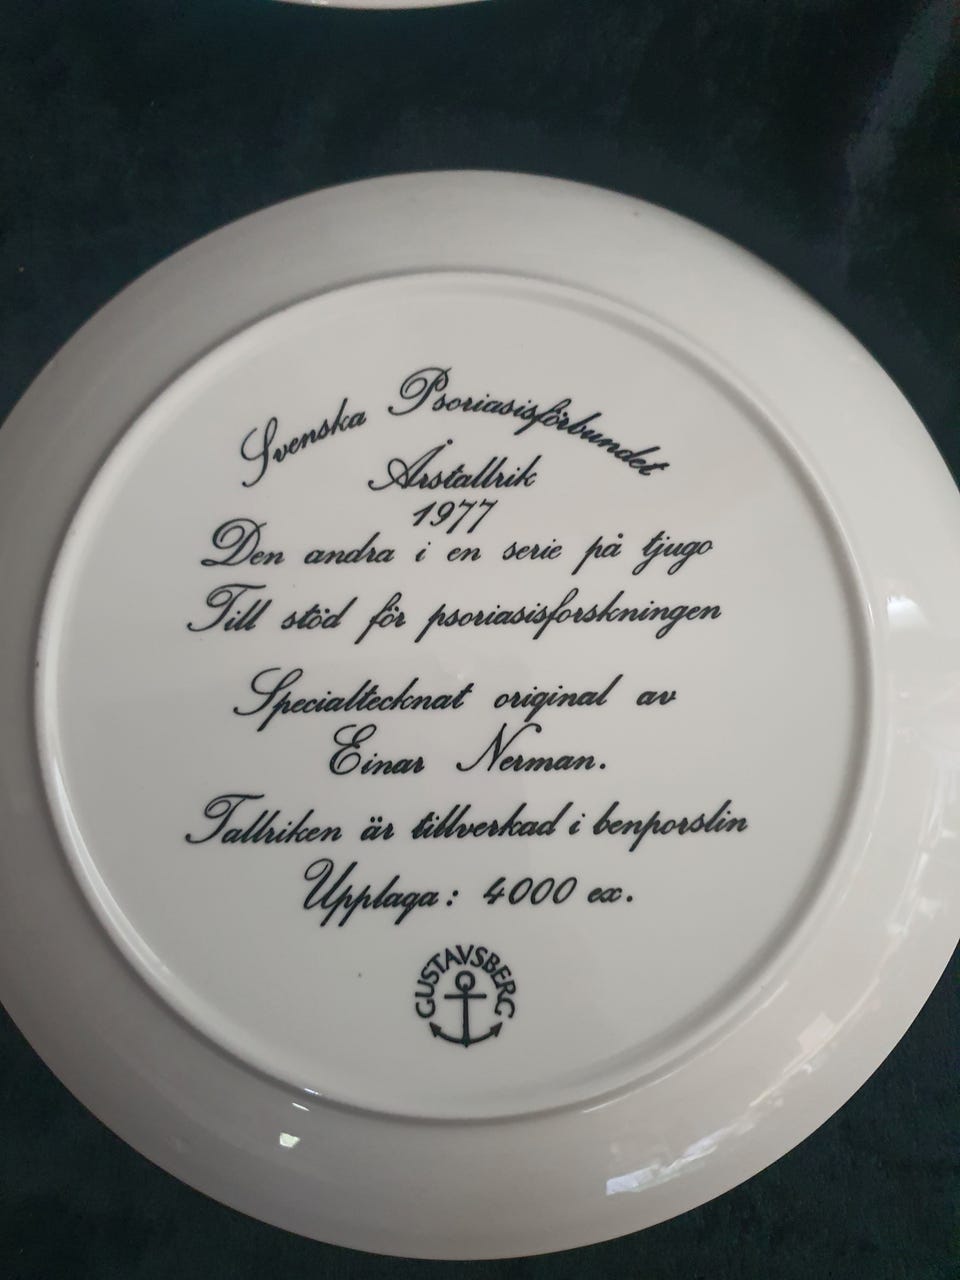 Svenska Psoriasisförbundet
Årstallrik
1977
Den andra i en serie på tjugo
Till stöd för psoriasisforskningen
Specialtecknat original av
Einar Nerman.
Tallriken är tillverkad i benporslin
Upplaga: 4000 ex.
GUSTAVSBERG